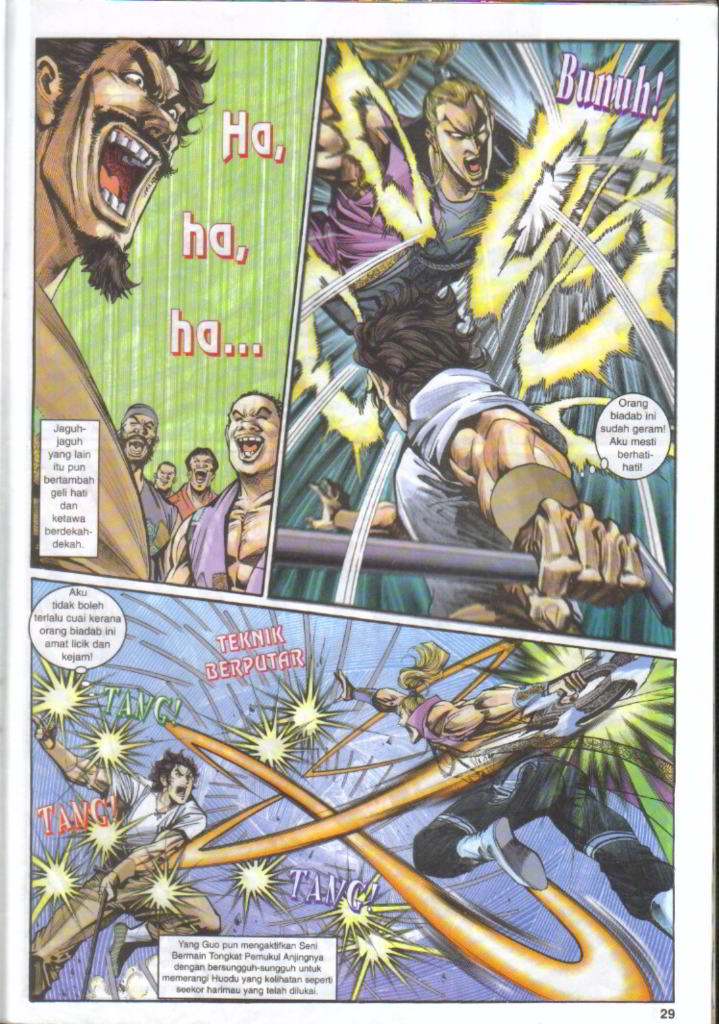 Ha,
ha,
ha...
Jaguh-
jaguh
yang lain
itu pun
bertambah
geli hati
dan
ketawa
berdekah-
dekah.
Bunuh!
Orang
biadab ini
sudah geram!
Aku mesti
berhati-
hati!
Aku
tidak boleh
terlalu cuai kerana
orang biadab ini
amat licik dan
kejam!
TEKNIK
BERPUTAR
TANG!
TANG!
TANG!
Yang Guo pun mengaktifkan Seni
Bermain Tongkat Pemukul Anjingnya
dengan bersungguh-sungguh untuk
memerangi Huodu yang kelihatan seperti
seekor harimau yang telah dilukai.
29